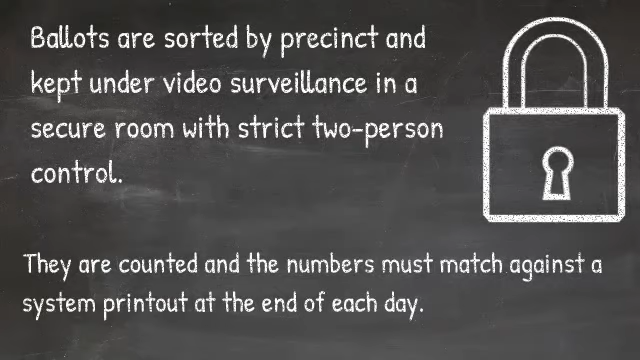 Ballots are sorted by precinct and
kept under video surveillance in a
secure room with strict two-person
control.
They are counted and the numbers must match against a
system printout at the end of each day.